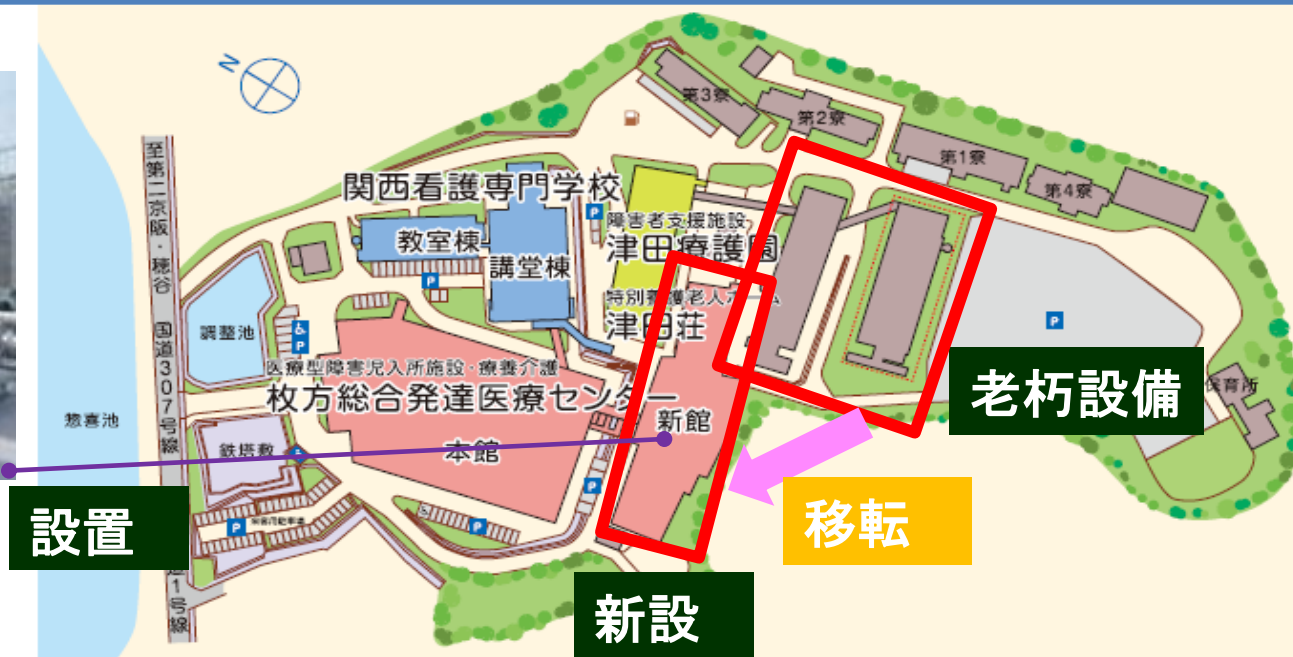 N
第3寮
第2寮
第1寮
第4寮
至第二京阪・穂谷
国道307号線
関西看護専門学校
教室棟
講堂棟
障害者支援施設
津田療護園
特別養護老人ホーム
津田荘
調整池
惣喜池
医療型障害児入所施設・療養介護
枚方総合発達医療センター
本館
新館
鉄塔敷
保育所
P
P
P
P
P
P
P
老朽設備
移転
設置
新設
道1号線